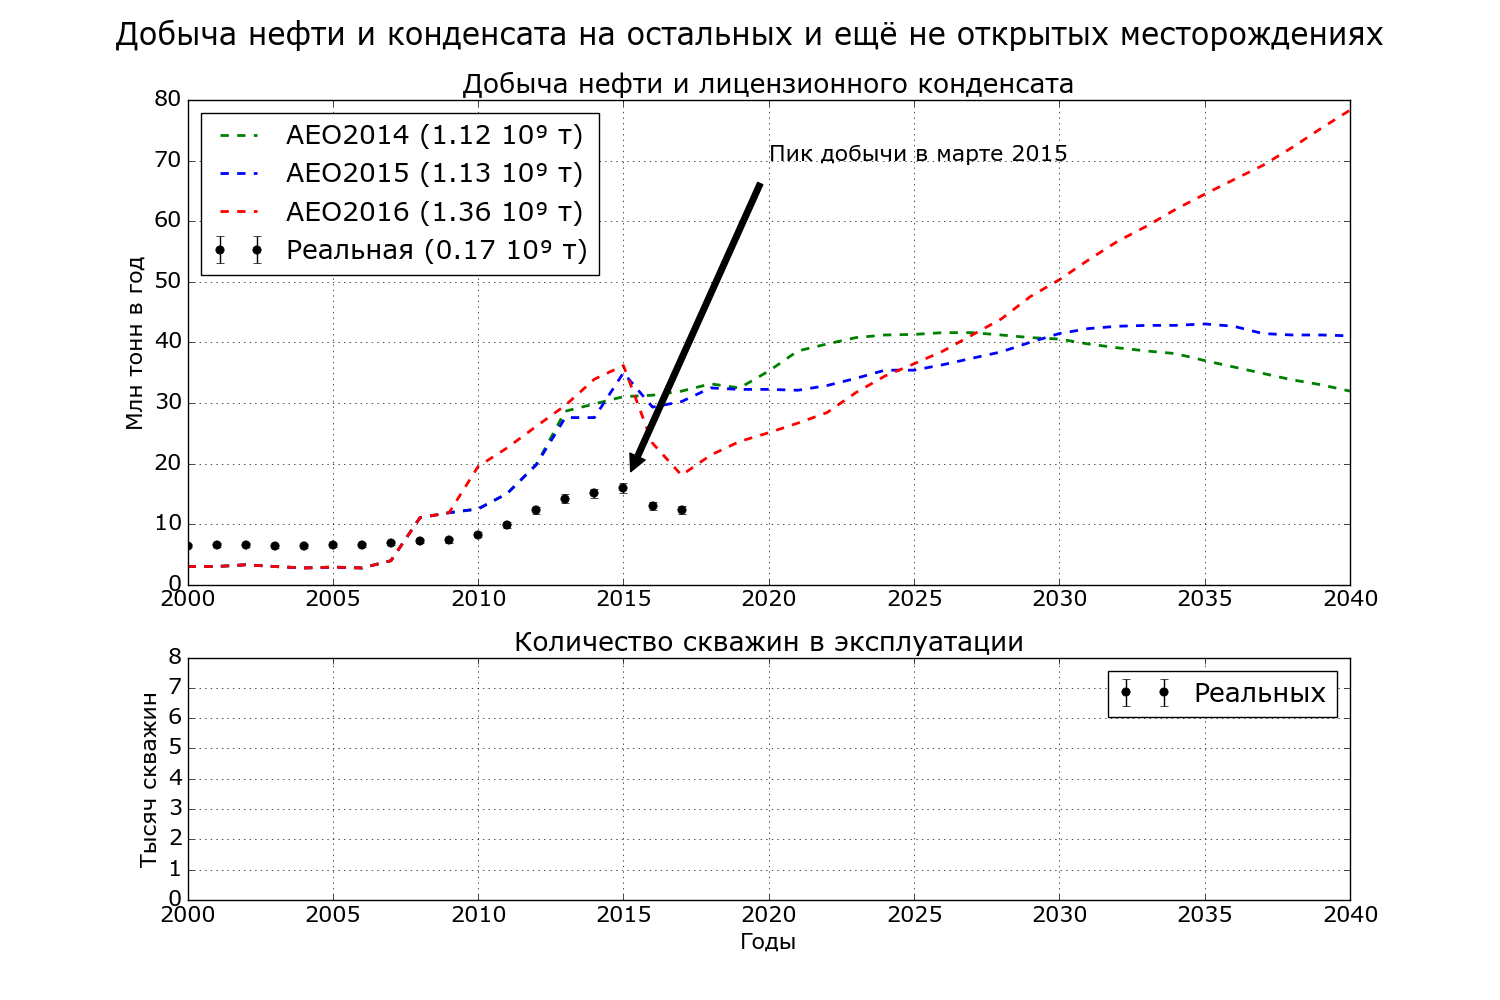 Добыча нефти и конденсата на остальных и ещё не открытых месторождениях
Добыча нефти и лицензионного конденсата
80
70
60
50
40
30
20
10
0
Млн тонн в год
AEO2014 (1.12 10⁹ т)
AEO2015 (1.13 10⁹ т)
AEO2016 (1.36 10⁹ т)
Реальная (0.17 10⁹ т)
Пик добычи в марте 2015
2000 2005 2010 2015 2020 2025 2030 2035 2040
Количество скважин в эксплуатации
8
7
6
5
4
3
2
1
0
Тысяч скважин
Реальных
2000 2005 2010 2015 2020 2025 2030 2035 2040
Годы